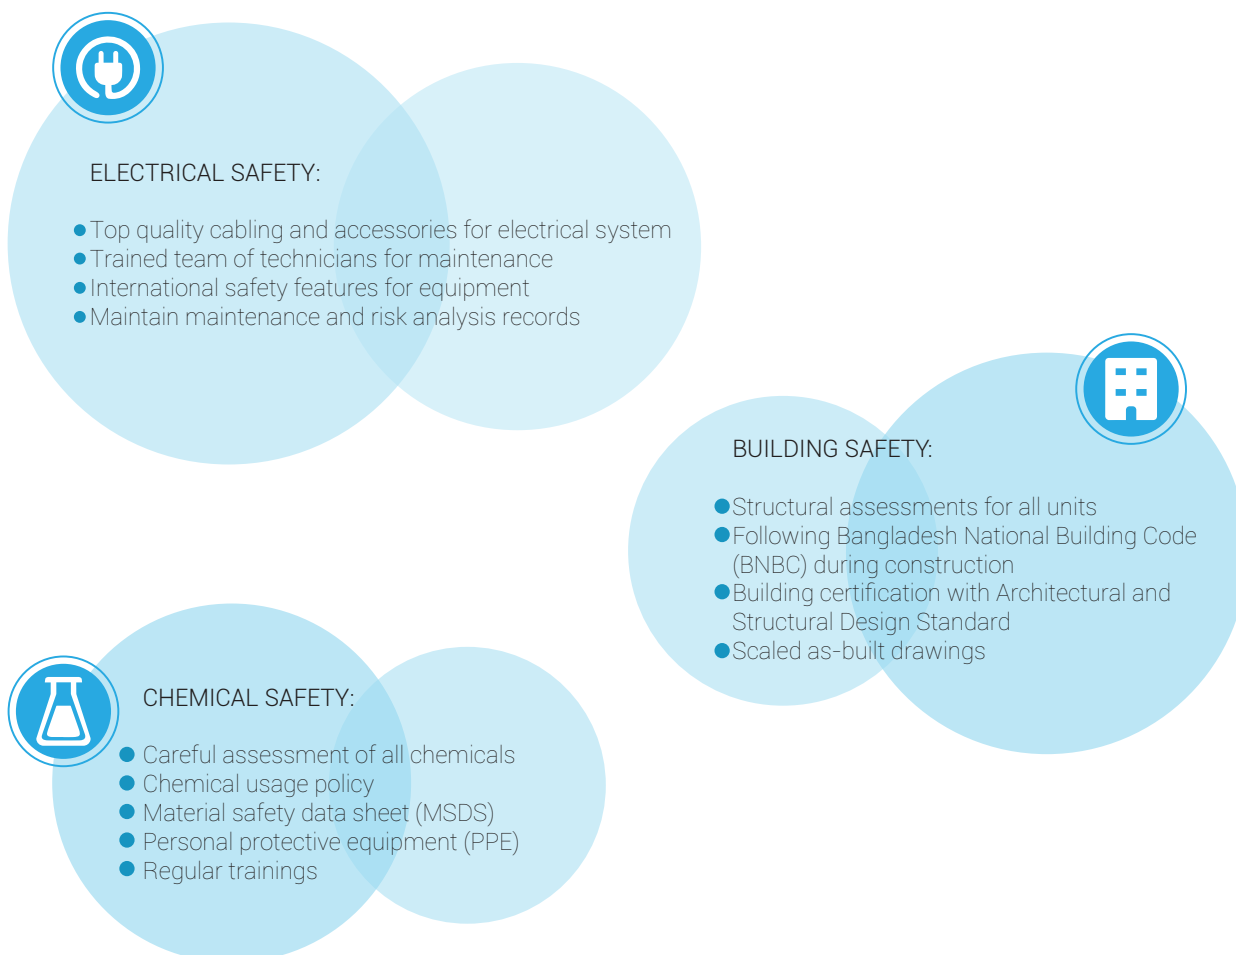 ELECTRICAL SAFETY:
● Top quality cabling and accessories for electrical system
● Trained team of technicians for maintenance
● International safety features for equipment
● Maintain maintenance and risk analysis records
BUILDING SAFETY:
● Structural assessments for all units
● Following Bangladesh National Building Code
(BNBC) during construction
● Building certification with Architectural and
Structural Design Standard
● Scaled as-built drawings
CHEMICAL SAFETY:
● Careful assessment of all chemicals
● Chemical usage policy
● Material safety data sheet (MSDS)
● Personal protective equipment (PPE)
● Regular trainings